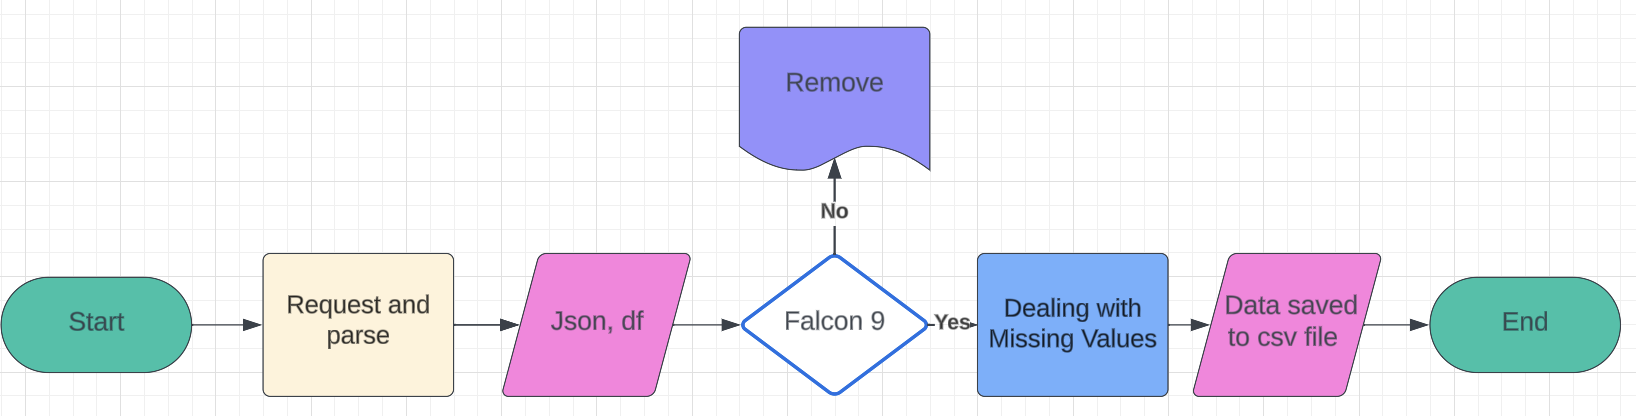 Remove
No
Start
Request and
parse
Json, df
Falcon 9
Yes
Dealing with
Missing Values
Data saved
to csv file
End